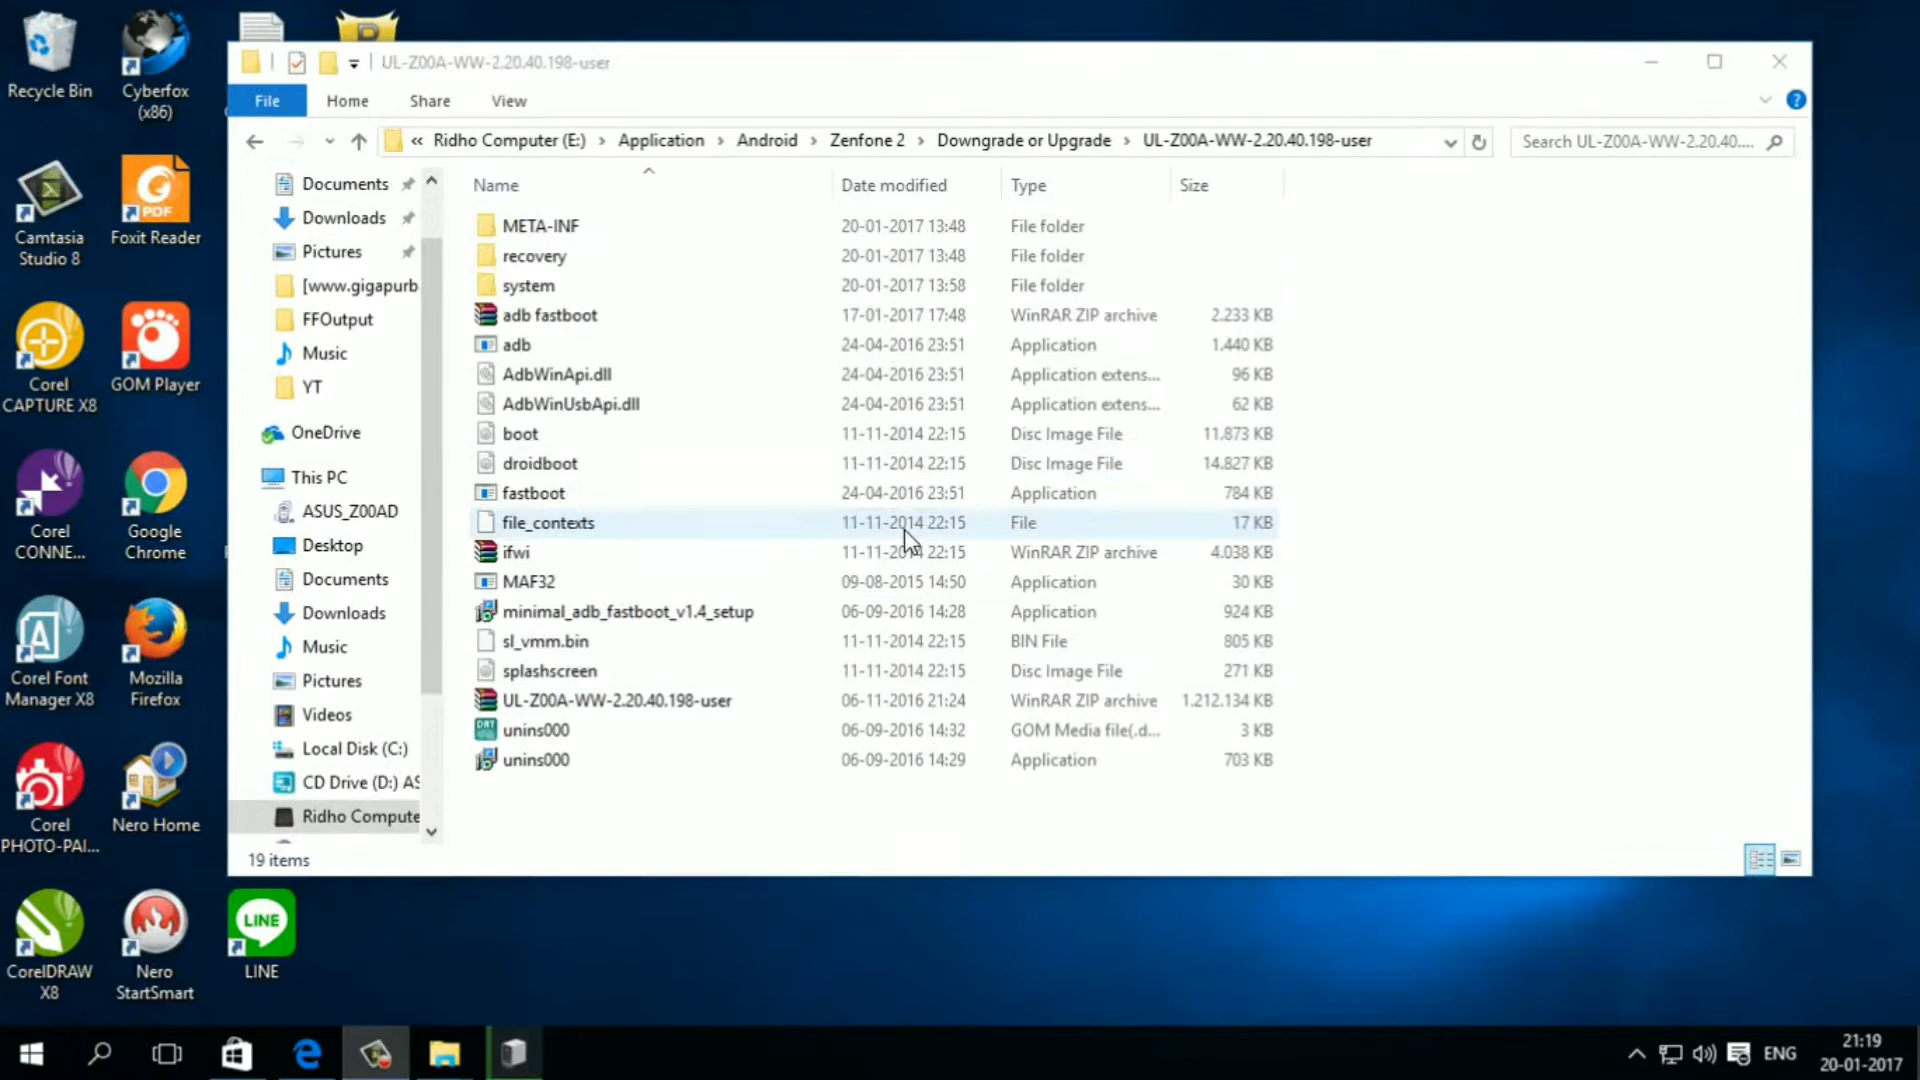 Recycle Bin
Cyberfox
(x86)
Camtasia
Studio 8
Foxit Reader
PDF
Corel
CAPTURE X8
GOM Player
Corel
CONNE...
Google
Chrome
Corel Font
Manager X8
Mozilla
Firefox
Corel
PHOTO-PAI...
Nero Home
CorelDRAW
X8
Nero
StartSmart
LINE
LINE
UL-Z00A-WW-2.20.40.198-user
File Home Share View
« Ridho Computer (E:) › Application › Android › Zenfone 2 › Downgrade or Upgrade › UL-Z00A-WW-2.20.40.198-user
Search UL-Z00A-WW-2.20.40....
Documents
Downloads
Pictures
[www.gigapurb
FFOutput
Music
YT
OneDrive
This PC
ASUS_Z00AD
Desktop
Documents
Downloads
Music
Pictures
Videos
Local Disk (C:)
CD Drive (D:) AS
Ridho Compute
Name Date modified Type Size
META-INF 20-01-2017 13:48 File folder
recovery 20-01-2017 13:48 File folder
system 20-01-2017 13:58 File folder
adb fastboot 17-01-2017 17:48 WinRAR ZIP archive 2.233 KB
adb 24-04-2016 23:51 Application 1.440 KB
AdbWinApi.dll 24-04-2016 23:51 Application extens... 96 KB
AdbWinUsbApi.dll 24-04-2016 23:51 Application extens... 62 KB
boot 11-11-2014 22:15 Disc Image File 11.873 KB
droidboot 11-11-2014 22:15 Disc Image File 14.827 KB
fastboot 24-04-2016 23:51 Application 784 KB
file_contexts 11-11-2014 22:15 File 17 KB
ifwi 11-11-2014 22:15 WinRAR ZIP archive 4.038 KB
MAF32 09-08-2015 14:50 Application 30 KB
minimal_adb_fastboot_v1.4_setup 06-09-2016 14:28 Application 924 KB
sl_vmm.bin 11-11-2014 22:15 BIN File 805 KB
splashscreen 11-11-2014 22:15 Disc Image File 271 KB
UL-Z00A-WW-2.20.40.198-user 06-11-2016 21:24 WinRAR ZIP archive 1.212.134 KB
unins000 06-09-2016 14:32 GOM Media file(.d... 3 KB
unins000 06-09-2016 14:29 Application 703 KB
19 items
ENG
21:19
20-01-2017